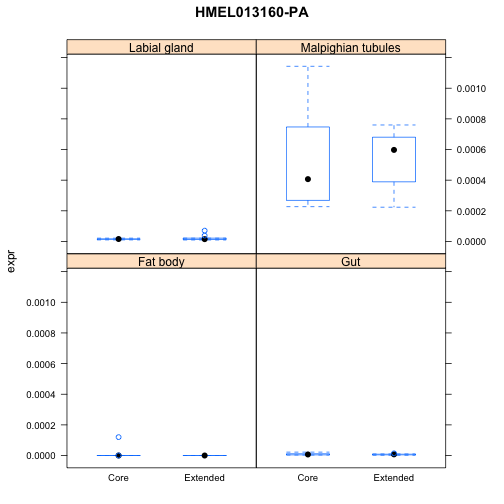 HMEL013160-PA
Labial gland Malpighian tubules
0.0010
0.0008
0.0006
0.0004
0.0002
0.0000
expr
Fat body Gut
0.0010
0.0008
0.0006
0.0004
0.0002
0.0000
Core Extended Core Extended